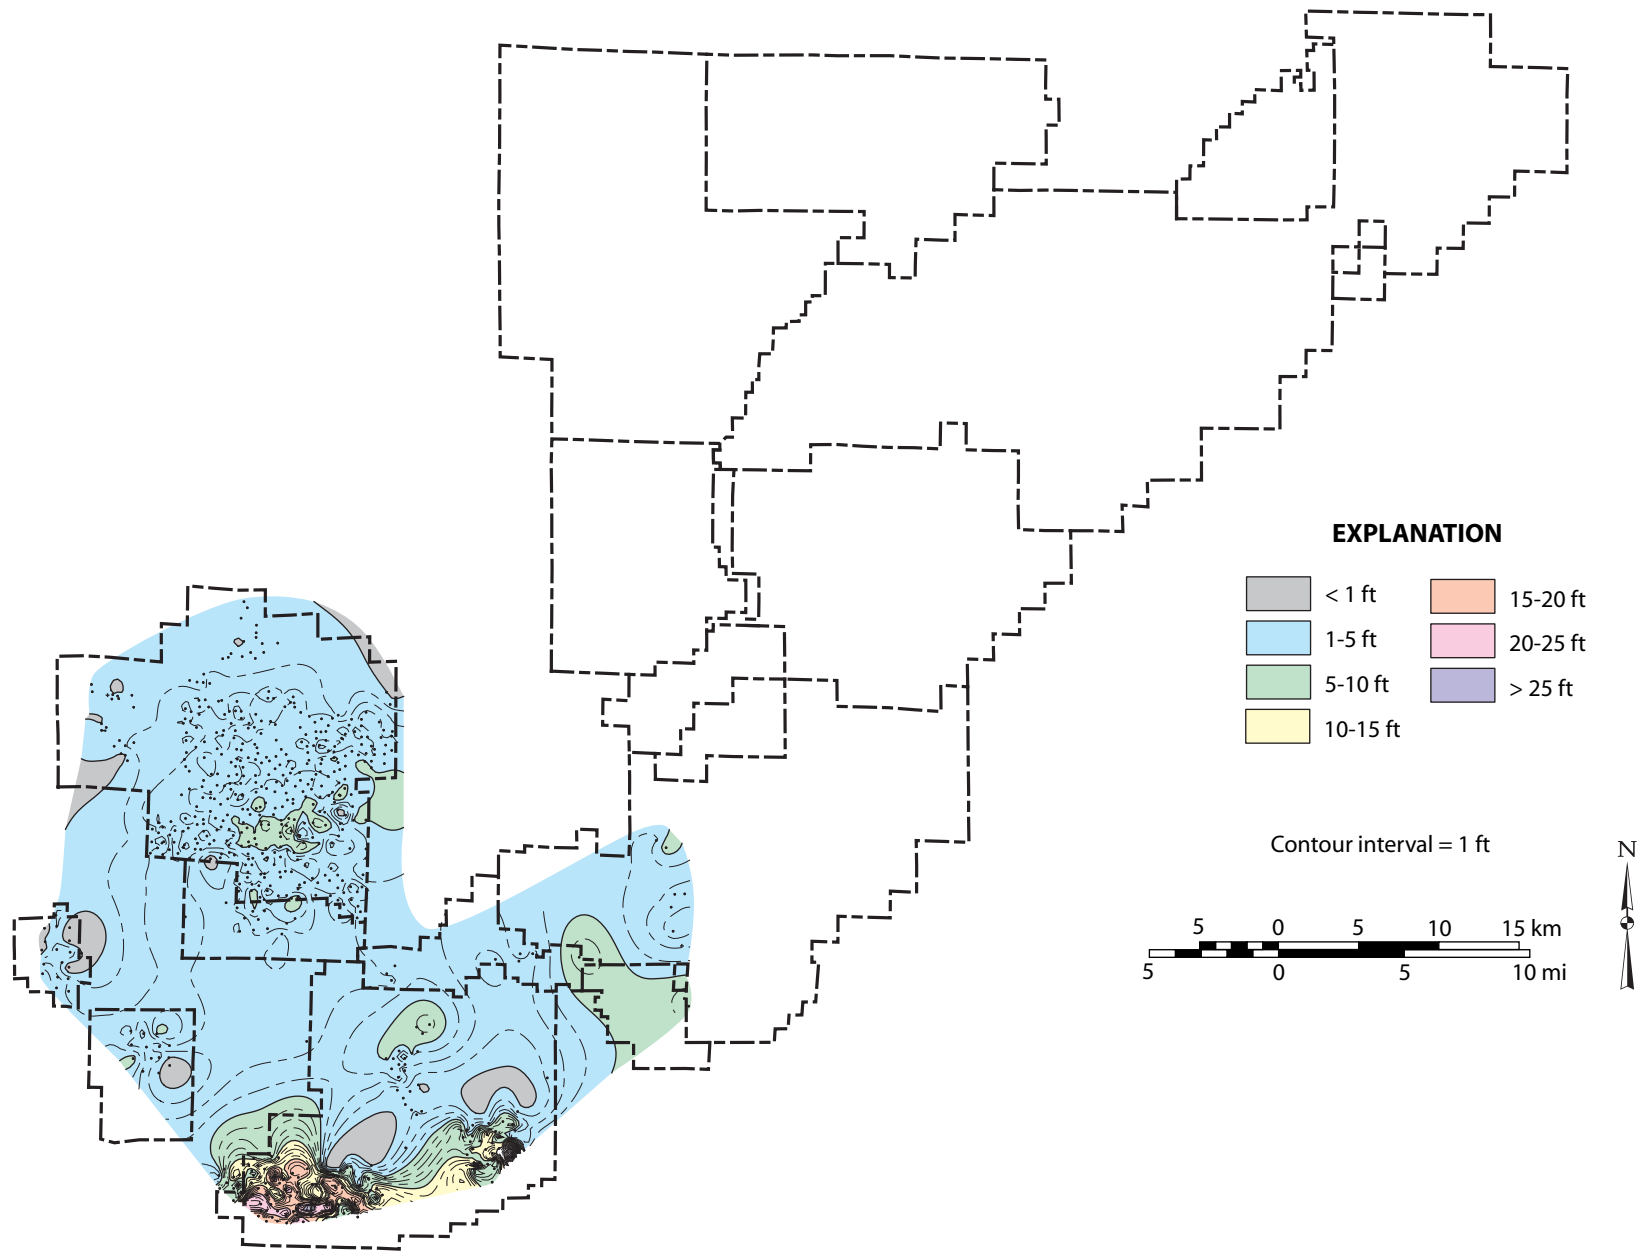 EXPLANATION
< 1 ft
15-20 ft
1-5 ft
20-25 ft
5-10 ft
> 25 ft
10-15 ft
Contour interval = 1 ft
N
5 0 5 10 15 km
5 0 5 10 mi